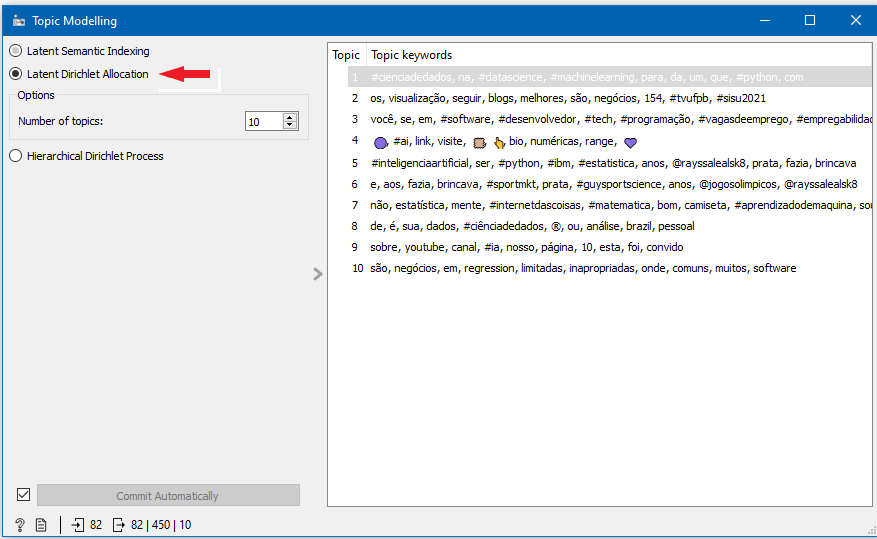 Topic Modelling
Latent Semantic Indexing
Latent Dirichlet Allocation
Options
Number of topics: 10
Hierarchical Dirichlet Process
Commit Automatically
? 82 82 | 450 | 10
Topic Topic keywords
1 #cienciadedados, na, #datascience, #machinelearning, para, da, um, que, #python, com
2 os, visualização, seguir, blogs, melhores, são, negócios, 154, #tvufpb, #sisu2021
3 você, se, em, #software, #desenvolvedor, #tech, #programação, #vagasdeemprego, #empregabilidad
4 🟣, #ai, link, visite, 👆 bio, numéricas, range, 💜
5 #inteligenciaartificial, ser, #python, #ibm, #estatistica, anos, @rayssalealsk8, prata, fazia, brincava
6 e, aos, fazia, brincava, #sportmkt, prata, #guysportscience, anos, @jogosolimpicos, @rayssalealsk8
7 não, estatística, mente, #internetdascoisas, #matematica, bom, camiseta, #aprendizadodemaquina, sou
8 de, é, sua, dados, #ciênciadedados, ®, ou, análise, brazil, pessoal
9 sobre, youtube, canal, #ia, nosso, página, 10, esta, foi, convido
10 são, negócios, em, regression, limitadas, inapropriadas, onde, comuns, muitos, software